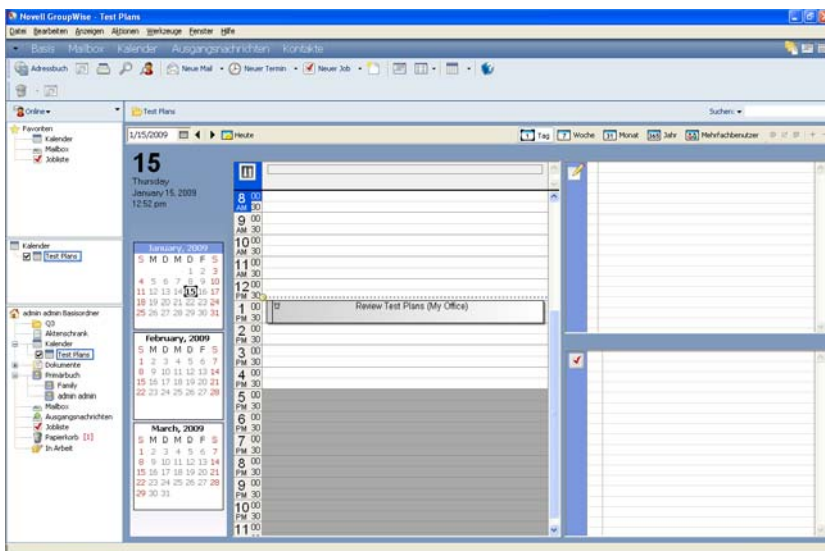 Novell GroupWise - Test Plans
Datei Bearbeiten Anzeigen Aktionen Werkzeuge Fenster Hilfe
Basis Mailbox Kalender Ausgangsnachrichten Kontakte
Adressbuch Neue Mail Neuer Termin Neuer Job
Online Test Plans Suchen:
Favoriten
Kalender
Mailbox
Jobliste
1/15/2009 Heute Tag Woche Monat Jahr Mehrfachbenutzer
15
Thursday
January 15, 2009
12:52 pm
Kalender
Test Plans
admin admin Basisordner
Q3
Aktenschrank
Kalender
Test Plans
Dokumente
Primärbuch
Family
admin admin
Mailbox
Ausgangsnachrichten
Jobliste
Papierkorb [1]
In Arbeit
January, 2009
S M D M D F S
1 2 3
4 5 6 7 8 9 10
11 12 13 14 15 16 17
18 19 20 21 22 23 24
25 26 27 28 29 30 31
February, 2009
S M D M D F S
1 2 3 4 5 6 7
8 9 10 11 12 13 14
15 16 17 18 19 20 21
22 23 24 25 26 27 28
March, 2009
S M D M D F S
1 2 3 4 5 6 7
8 9 10 11 12 13 14
15 16 17 18 19 20 21
22 23 24 25 26 27 28
29 30 31
8 00
AM 30
9 00
AM 30
10 00
AM 30
11 00
AM 30
12 00
PM 30
1 00 Review Test Plans (My Office)
PM 30
2 00
PM 30
3 00
PM 30
4 00
PM 30
5 00
PM 30
6 00
PM 30
7 00
PM 30
8 00
PM 30
9 00
PM 30
10 00
PM 30
11 00